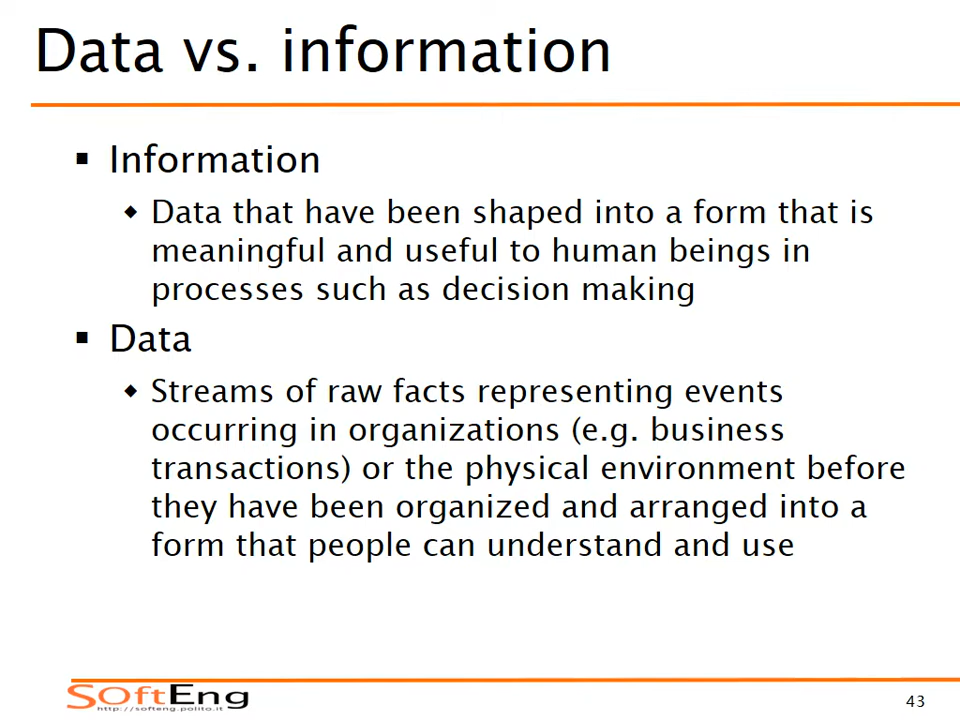 Data vs. information
▪ Information
◆ Data that have been shaped into a form that is
meaningful and useful to human beings in
processes such as decision making
▪ Data
◆ Streams of raw facts representing events
occurring in organizations (e.g. business
transactions) or the physical environment before
they have been organized and arranged into a
form that people can understand and use
SOftEng
http://softeng.polito.it
43